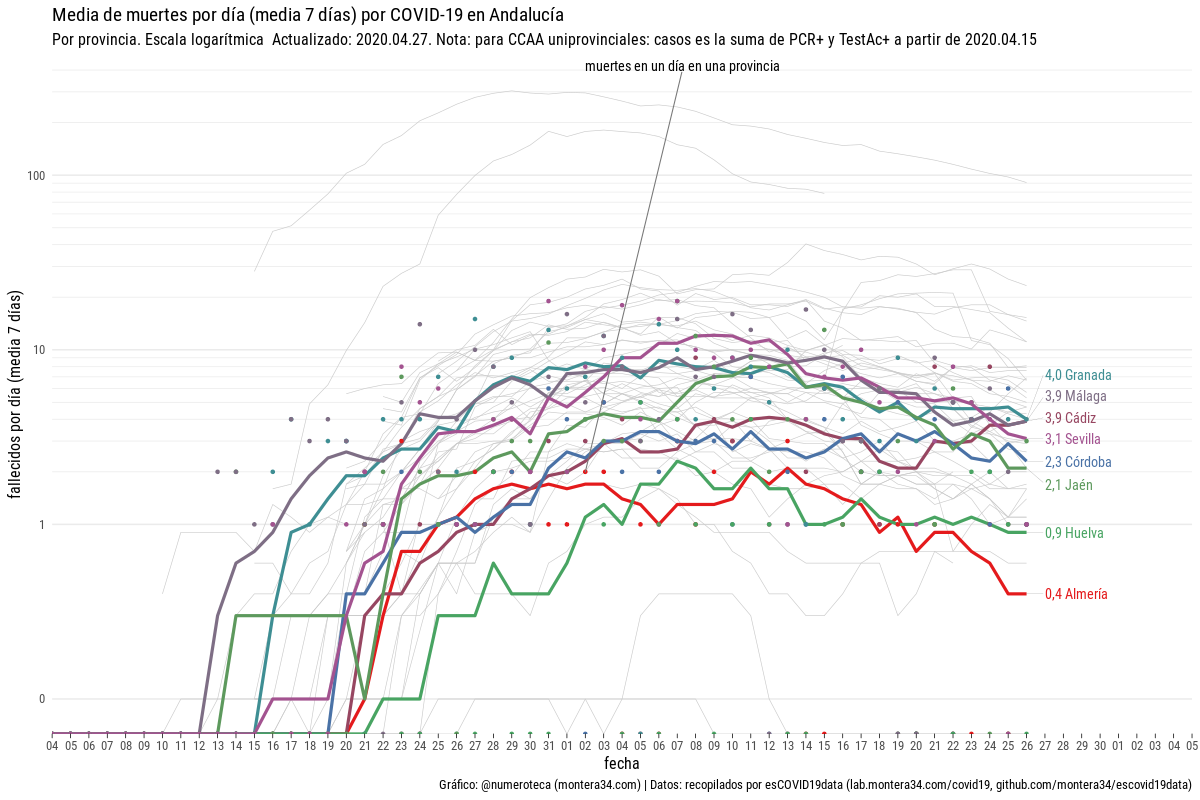 Media de muertes por día (media 7 días) por COVID-19 en Andalucía
Por provincia. Escala logarítmica  Actualizado: 2020.04.27. Nota: para CCAA uniprovinciales: casos es la suma de PCR+ y TestAc+ a partir de 2020.04.15
muertes en un día en una provincia
fallecidos por día (media 7 días)
100
10
1
0
4,0 Granada
3,9 Málaga
3,9 Cádiz
3,1 Sevilla
2,3 Córdoba
2,1 Jaén
0,9 Huelva
0,4 Almería
04 05 06 07 08 09 10 11 12 13 14 15 16 17 18 19 20 21 22 23 24 25 26 27 28 29 30 31 01 02 03 04 05 06 07 08 09 10 11 12 13 14 15 16 17 18 19 20 21 22 23 24 25 26 27 28 29 30 01 02 03 04 05
fecha
Gráfico: @numeroteca (montera34.com) | Datos: recopilados por esCOVID19data (lab.montera34.com/covid19, github.com/montera34/escovid19data)